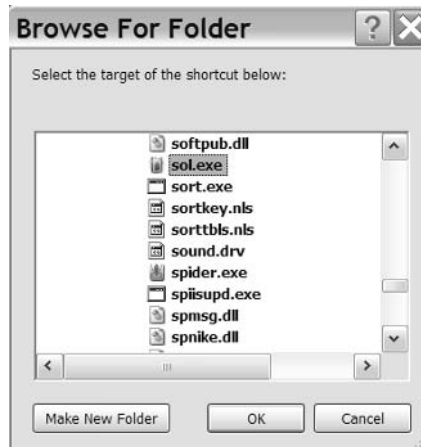 Browse For Folder
Select the target of the shortcut below:
softpub.dll
sol.exe
sort.exe
sortkey.nls
sorttbls.nls
sound.drv
spider.exe
spiisupd.exe
spmsg.dll
spnike.dll
Make New Folder
OK
Cancel